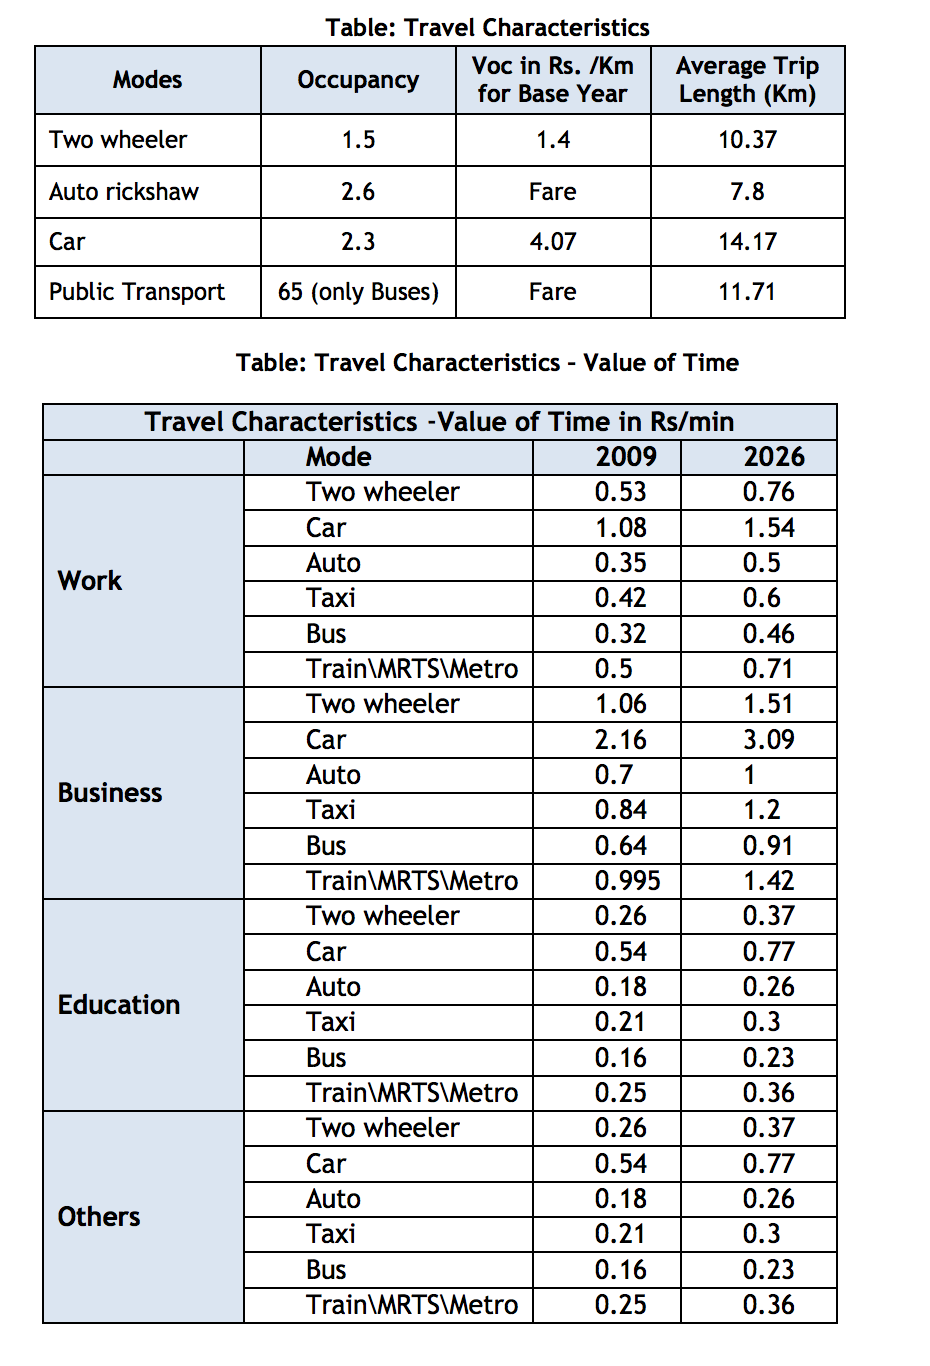 Table: Travel Characteristics
Modes Occupancy Voc in Rs. /Km for Base Year Average Trip Length (Km)
Two wheeler 1.5 1.4 10.37
Auto rickshaw 2.6 Fare 7.8
Car 2.3 4.07 14.17
Public Transport 65 (only Buses) Fare 11.71
Table: Travel Characteristics – Value of Time
Travel Characteristics -Value of Time in Rs/min
Mode 2009 2026
Work
Two wheeler 0.53 0.76
Car 1.08 1.54
Auto 0.35 0.5
Taxi 0.42 0.6
Bus 0.32 0.46
Train\MRTS\Metro 0.5 0.71
Business
Two wheeler 1.06 1.51
Car 2.16 3.09
Auto 0.7 1
Taxi 0.84 1.2
Bus 0.64 0.91
Train\MRTS\Metro 0.995 1.42
Education
Two wheeler 0.26 0.37
Car 0.54 0.77
Auto 0.18 0.26
Taxi 0.21 0.3
Bus 0.16 0.23
Train\MRTS\Metro 0.25 0.36
Others
Two wheeler 0.26 0.37
Car 0.54 0.77
Auto 0.18 0.26
Taxi 0.21 0.3
Bus 0.16 0.23
Train\MRTS\Metro 0.25 0.36